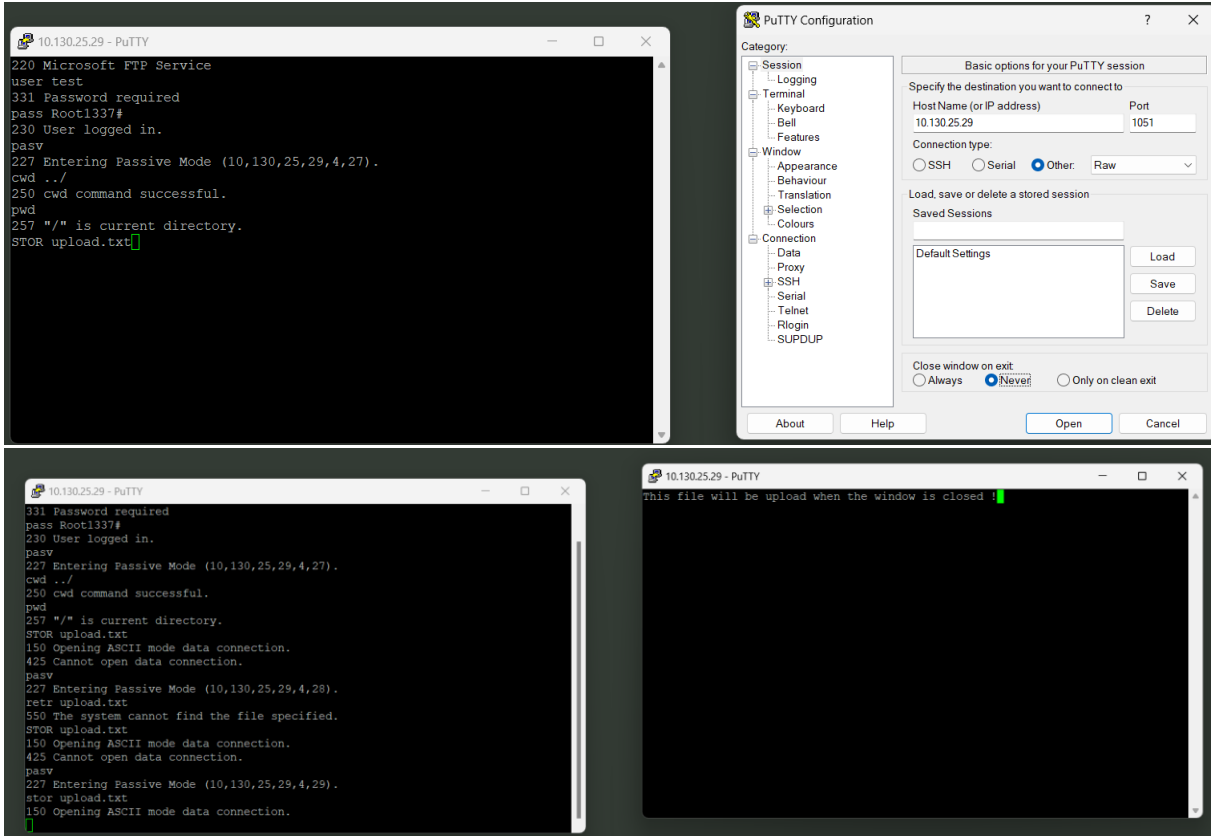 10.130.25.29 - PuTTY
220 Microsoft FTP Service
user test
331 Password required
pass Root1337#
230 User logged in.
pasv
227 Entering Passive Mode (10,130,25,29,4,27).
cwd ../
250 cwd command successful.
pwd
257 "/" is current directory.
STOR upload.txt
PuTTY Configuration
?
Category:
Session
Logging
Terminal
Keyboard
Bell
Features
Window
Appearance
Behaviour
Translation
Selection
Colours
Connection
Data
Proxy
SSH
Serial
Telnet
Rlogin
SUPDUP
Basic options for your PuTTY session
Specify the destination you want to connect to
Host Name (or IP address) Port
10.130.25.29 1051
Connection type:
SSH Serial Other: Raw
Load, save or delete a stored session
Saved Sessions
Default Settings
Load
Save
Delete
Close window on exit:
Always Never Only on clean exit
About Help Open Cancel
10.130.25.29 - PuTTY
331 Password required
pass Root1337#
230 User logged in.
pasv
227 Entering Passive Mode (10,130,25,29,4,27).
cwd ../
250 cwd command successful.
pwd
257 "/" is current directory.
STOR upload.txt
150 Opening ASCII mode data connection.
425 Cannot open data connection.
pasv
227 Entering Passive Mode (10,130,25,29,4,28).
retr upload.txt
550 The system cannot find the file specified.
STOR upload.txt
150 Opening ASCII mode data connection.
425 Cannot open data connection.
pasv
227 Entering Passive Mode (10,130,25,29,4,29).
stor upload.txt
150 Opening ASCII mode data connection.
10.130.25.29 - PuTTY
This file will be upload when the window is closed !